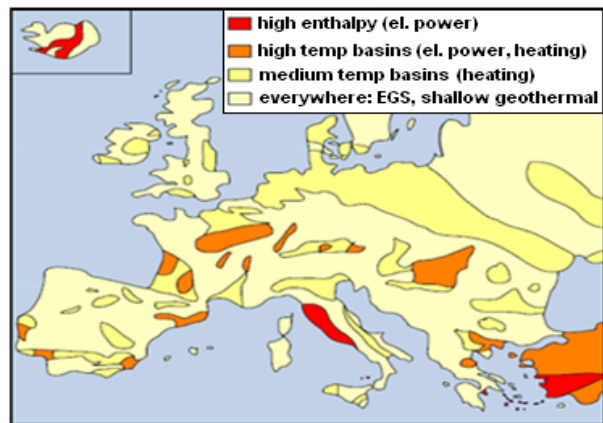 high enthalpy (el. power)
high temp basins (el. power, heating)
medium temp basins (heating)
everywhere: EGS, shallow geothermal